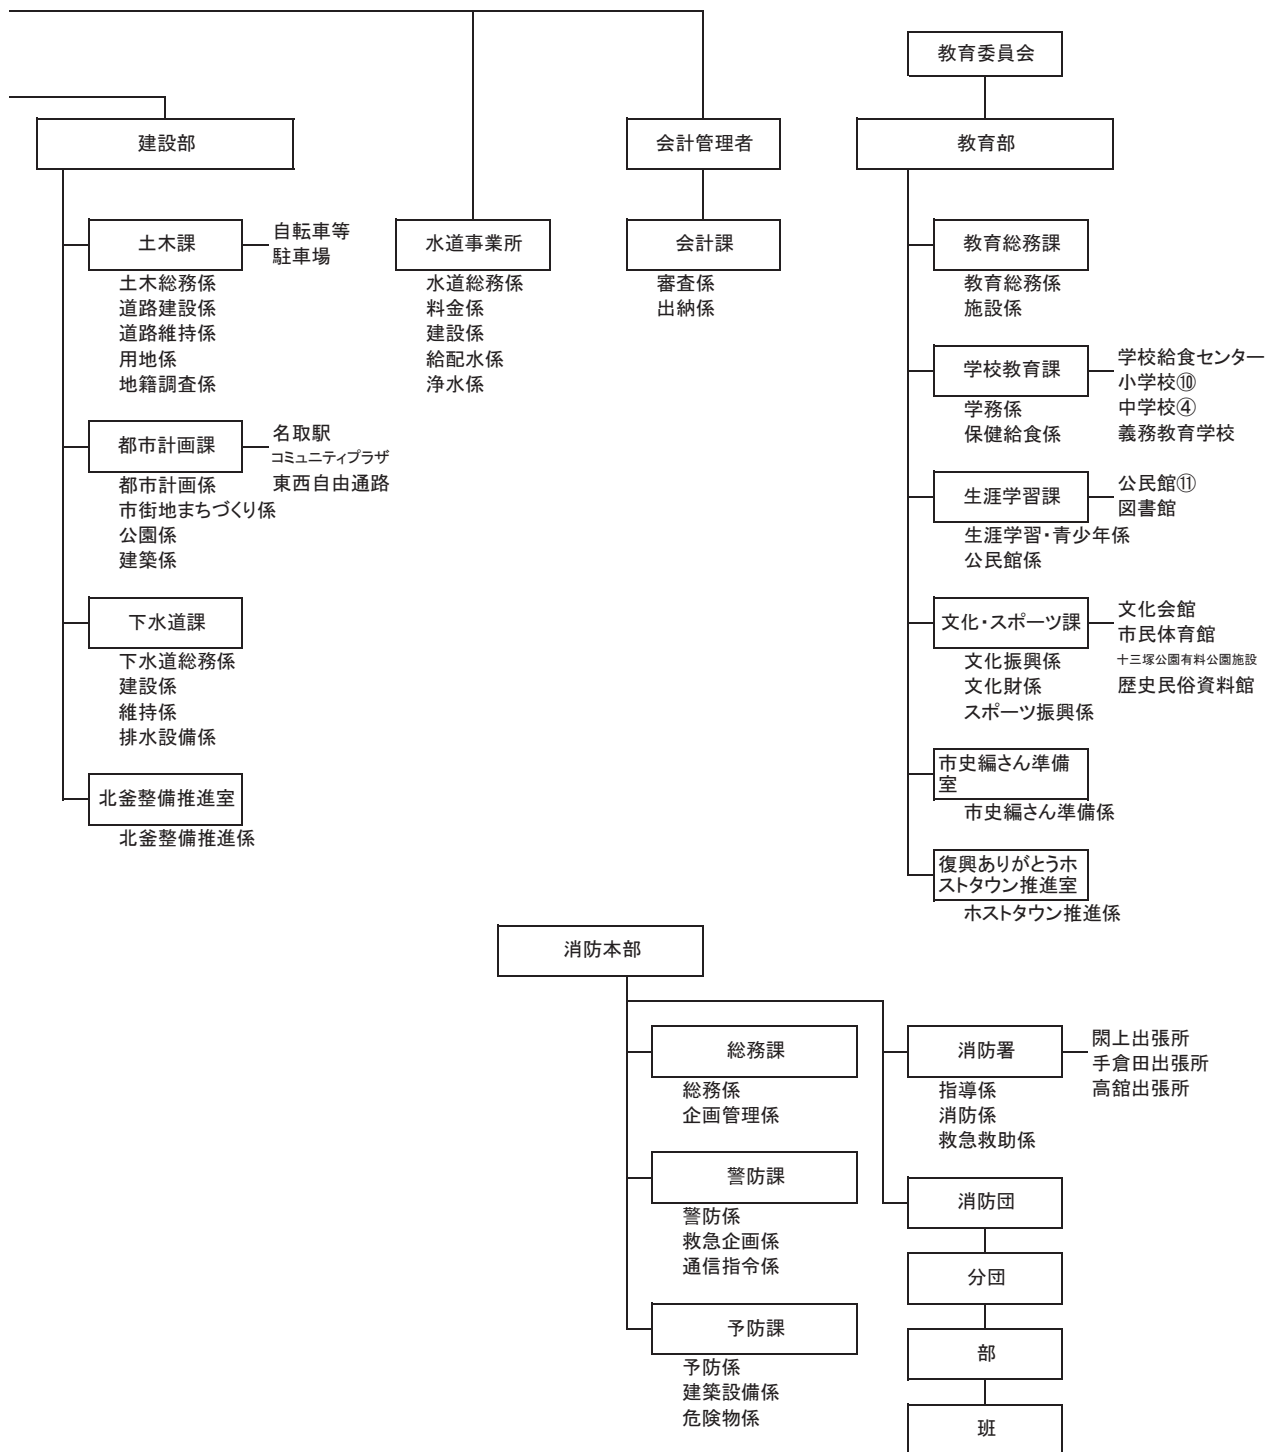 建設部
土木課
自転車等
駐車場
土木総務係
道路建設係
道路維持係
用地係
地籍調査係
都市計画課
名取駅
コミュニティプラザ
東西自由通路
都市計画係
市街地まちづくり係
公園係
建築係
下水道課
下水道総務係
建設係
維持係
排水設備係
北釜整備推進室
北釜整備推進係
水道事業所
水道総務係
料金係
建設係
給配水係
浄水係
会計管理者
会計課
審査係
出納係
教育委員会
教育部
教育総務課
教育総務係
施設係
学校教育課
学校給食センター
小学校⑩
中学校④
義務教育学校
学務係
保健給食係
生涯学習課
公民館⑪
図書館
生涯学習・青少年係
公民館係
文化・スポーツ課
文化会館
市民体育館
十三塚公園有料公園施設
歴史民俗資料館
文化振興係
文化財係
スポーツ振興係
市史編さん準備
室
市史編さん準備係
復興ありがとうホ
ストタウン推進室
ホストタウン推進係
消防本部
総務課
総務係
企画管理係
警防課
警防係
救急企画係
通信指令係
予防課
予防係
建築設備係
危険物係
消防署
閖上出張所
手倉田出張所
高舘出張所
指導係
消防係
救急救助係
消防団
分団
部
班